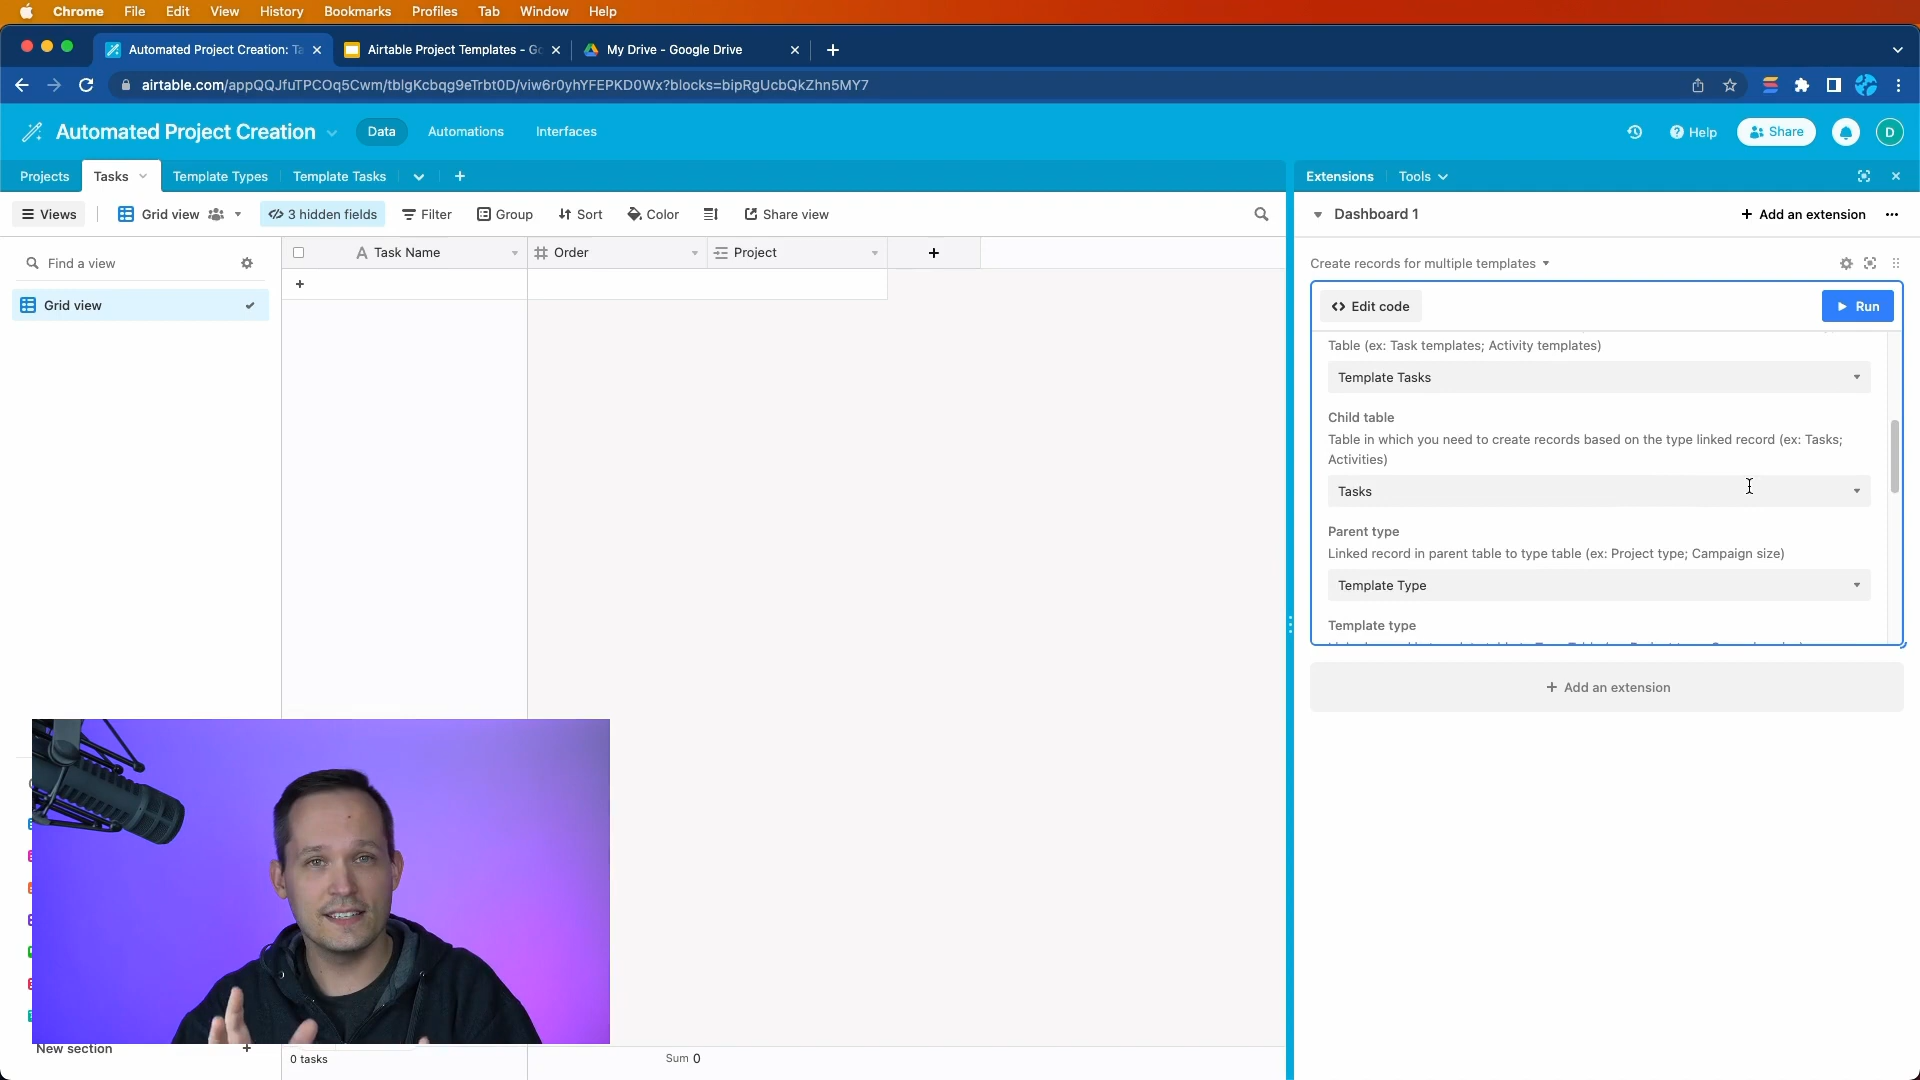 Chrome File Edit View History Bookmarks Profiles Tab Window Help
Automated Project Creation: Ta
Airtable Project Templates - Go
My Drive - Google Drive
airtable.com/appQQJfuTPCOq5Cwm/tblgKcbqg9eTrbt0D/viw6r0yhYFEPKD0Wx?blocks=bipRgUcbQkZhn5MY7
Automated Project Creation
Data
Automations
Interfaces
Help
Share
D
Projects
Tasks
Template Types
Template Tasks
Extensions
Tools
Views
Grid view
3 hidden fields
Filter
Group
Sort
Color
Share view
Dashboard 1
Add an extension
Find a view
Task Name
Order
Project
Create records for multiple templates
Grid view
Edit code
Run
Table (ex: Task templates; Activity templates)
Template Tasks
Child table
Table in which you need to create records based on the type linked record (ex: Tasks;
Activities)
Tasks
Parent type
Linked record in parent table to type table (ex: Project type; Campaign size)
Template Type
Template type
Add an extension
New section
0 tasks
Sum 0